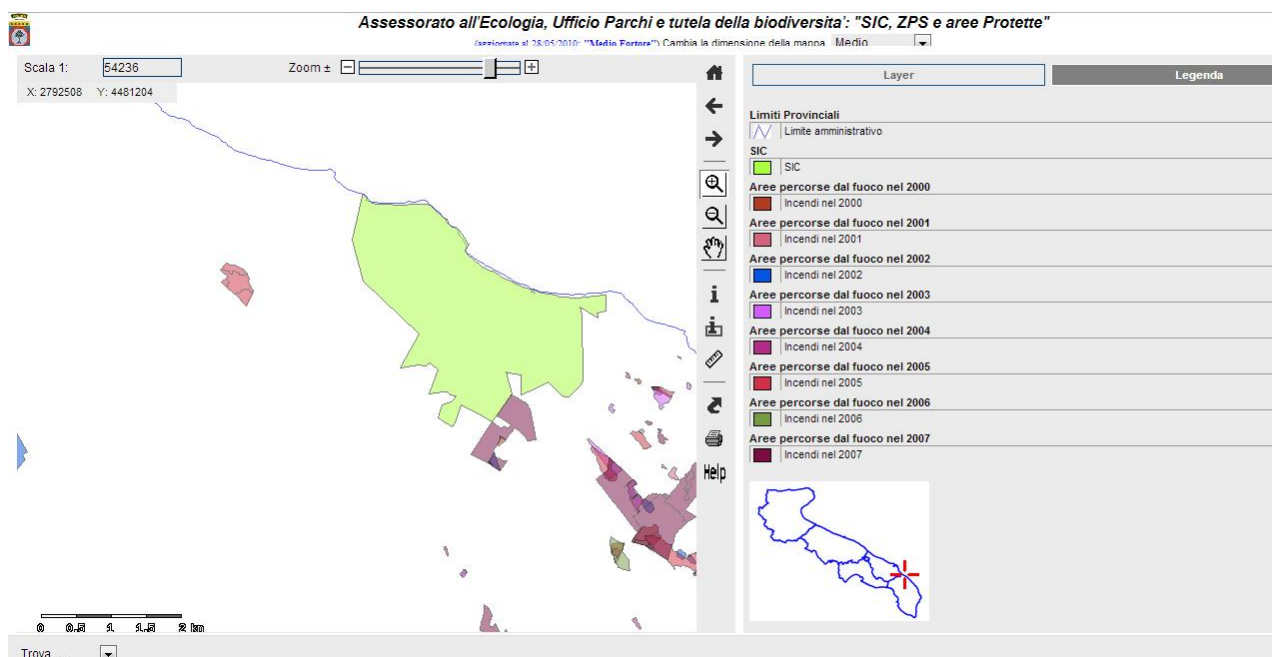 Assessorato all'Ecologia, Ufficio Parchi e tutela della biodiversita': "SIC, ZPS e aree Protette"
(aggiornate al 28/05/2010: "Medio Fortore") Cambia la dimensione della mappa Medio
Scala 1: 54236 Zoom ±
X: 2792508 Y: 4481204
Layer Legenda
Limiti Provinciali
Limite amministrativo
SIC
SIC
Aree percorse dal fuoco nel 2000
Incendi nel 2000
Aree percorse dal fuoco nel 2001
Incendi nel 2001
Aree percorse dal fuoco nel 2002
Incendi nel 2002
Aree percorse dal fuoco nel 2003
Incendi nel 2003
Aree percorse dal fuoco nel 2004
Incendi nel 2004
Aree percorse dal fuoco nel 2005
Incendi nel 2005
Aree percorse dal fuoco nel 2006
Incendi nel 2006
Aree percorse dal fuoco nel 2007
Incendi nel 2007
Help
0 0.5 1 1.5 2 km
Trova ...